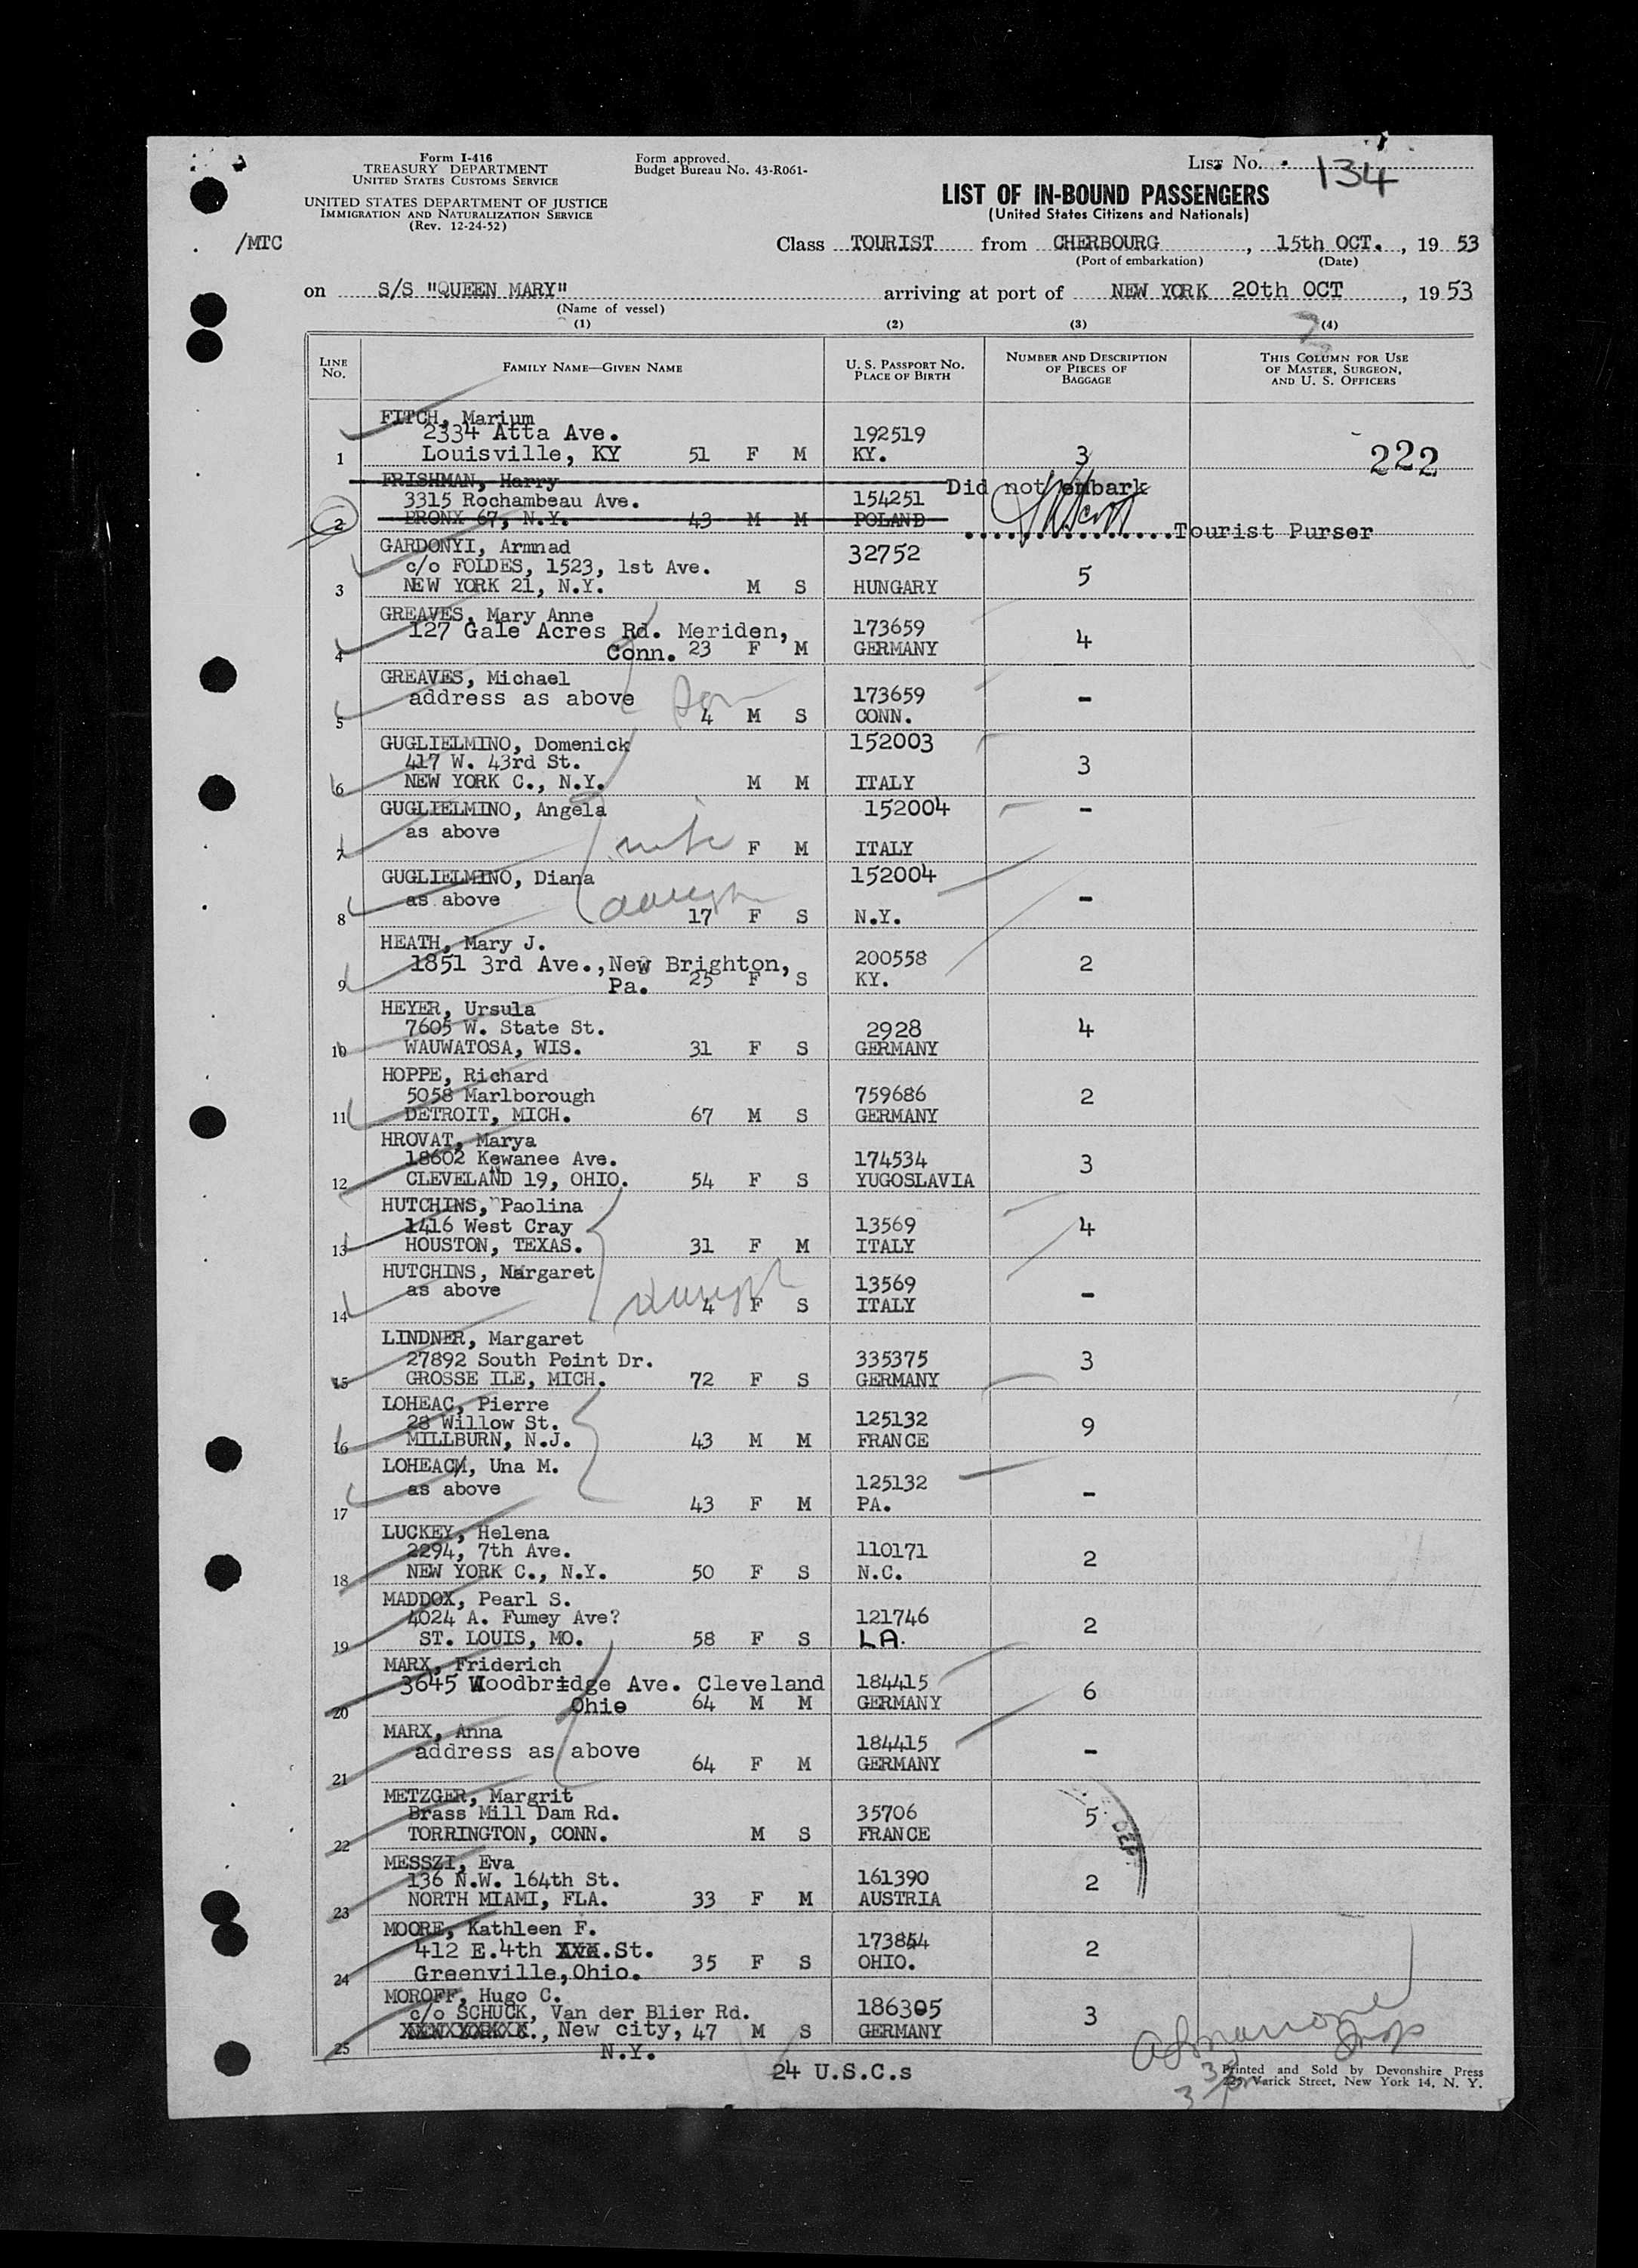 Form I-416
TREASURY DEPARTMENT
UNITED STATES CUSTOMS SERVICE
UNITED STATES DEPARTMENT OF JUSTICE
IMMIGRATION AND NATURALIZATION SERVICE
(Rev. 12-24-52)
Form approved.
Budget Bureau No. 43-R061-
LIST No. 134
LIST OF IN-BOUND PASSENGERS
(United States Citizens and Nationals)
/MTC
Class TOURIST from CHERBOURG, 15th OCT., 1953
(Port of embarkation) (Date)
on S/S "QUEEN MARY" arriving at port of NEW YORK 20th OCT, 1953
(Name of vessel)
(1) (2) (3) (4)
LINE No. FAMILY NAME—GIVEN NAME U. S. PASSPORT No. PLACE OF BIRTH NUMBER AND DESCRIPTION OF PIECES OF BAGGAGE THIS COLUMN FOR USE OF MASTER, SURGEON, AND U. S. OFFICERS
FITCH, Marium
2334 Atta Ave. 192519
1 Louisville, KY 51 F M KY. 3 222
FRISHMAN, Harry Did not embark
3315 Rochambeau Ave. 154251
2 BRONX 67, N.Y. 43 M M POLAND Tourist Purser
GARDONYI, Armnad 32752
c/o FOLDES, 1523, 1st Ave.
3 NEW YORK 21, N.Y. M S HUNGARY 5
GREAVES, Mary Anne
127 Gale Acres Rd. Meriden, 173659
4 Conn. 23 F M GERMANY 4
GREAVES, Michael
address as above Son 173659
5 4 M S CONN. -
GUGLIELMINO, Domenick 152003
417 W. 43rd St.
6 NEW YORK C., N.Y. M M ITALY 3
GUGLIELMINO, Angela 152004 -
as above
7 wife F M ITALY
GUGLIELMINO, Diana 152004
as above daugh
8 17 F S N.Y. -
HEATH, Mary J.
1851 3rd Ave., New Brighton, 200558
9 Pa. 25 F S KY. 2
HEYER, Ursula
7605 W. State St. 2928
10 WAUWATOSA, WIS. 31 F S GERMANY 4
HOPPE, Richard
5058 Marlborough 759686
11 DETROIT, MICH. 67 M S GERMANY 2
HROVAT, Marya
18602 Kewanee Ave. 174534
12 CLEVELAND 19, OHIO. 54 F S YUGOSLAVIA 3
HUTCHINS, Paolina
1416 West Cray 13569
13 HOUSTON, TEXAS. 31 F M ITALY 4
HUTCHINS, Margaret
as above daugh 13569
14 4 F S ITALY -
LINDNER, Margaret
27892 South Point Dr. 335375
15 GROSSE ILE, MICH. 72 F S GERMANY 3
LOHEAC, Pierre
28 Willow St. 125132
16 MILLBURN, N.J. 43 M M FRANCE 9
LOHEAC, Una M.
as above 125132
17 43 F M PA. -
LUCKEY, Helena
2294, 7th Ave. 110171
18 NEW YORK C., N.Y. 50 F S N.C. 2
MADDOX, Pearl S.
4024 A. Fumey Ave? 121746
19 ST. LOUIS, MO. 58 F S LA. 2
MARX, Friderich
3645 Woodbridge Ave. Cleveland 184415
20 Ohio 64 M M GERMANY 6
MARX, Anna
address as above 184415
21 64 F M GERMANY -
METZGER, Margrit
Brass Mill Dam Rd. 35706
22 TORRINGTON, CONN. M S FRANCE 5
MESSZI, Eva
136 N.W. 164th St. 161390
23 NORTH MIAMI, FLA. 33 F M AUSTRIA 2
MOORE, Kathleen F.
412 E. 4th St. 173854
24 Greenville, Ohio. 35 F S OHIO. 2
MOROFF, Hugo C.
c/o SCHUCK, Van der Blier Rd. 186305
25 New city, 47 M S GERMANY 3
N.Y.
24 U.S.C.s
Printed and Sold by Devonshire Press
225 Varick Street, New York 14, N. Y.